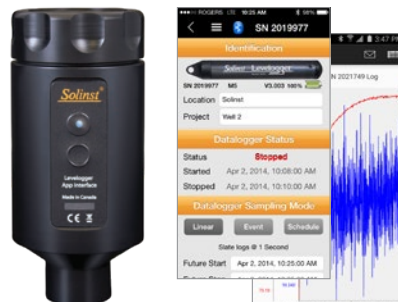 Solinst®
Levelogger
App Interface
Made in Canada
CE
ROGERS LTE 10:25 AM 98%
SN 2019977
Identification
Solinst Levelogger
SN 2019977 M5 V3.003 100%
Location Solinst
Project Well 2
Datalogger Status
Status Stopped
Started Apr 2, 2014, 10:08:00 AM
Stopped Apr 2, 2014, 10:10:00 AM
Datalogger Sampling Mode
Linear Event Schedule
Slate logs @ 1 Second
Future Start Apr 2, 2014, 10:25:00 AM
3:47 PM
N 2021749 Log